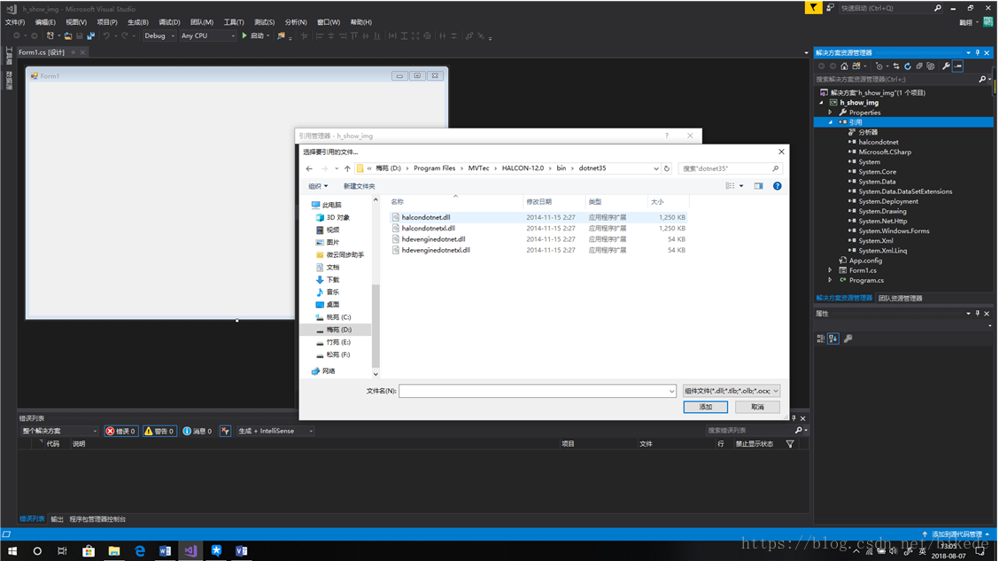 h_show_img - Microsoft Visual Studio
快速启动 (Ctrl+Q)
文件(F) 编辑(E) 视图(V) 项目(P) 生成(B) 调试(D) 团队(M) 工具(T) 测试(S) 分析(N) 窗口(W) 帮助(H)
Debug Any CPU 启动
Form1.cs [设计]
Form1
引用管理器 - h_show_img
选择要引用的文件...
« 梅苑 (D:) › Program Files › MVTec › HALCON-12.0 › bin › dotnet35
搜索"dotnet35"
组织 新建文件夹
名称 修改日期 类型 大小
halcondotnet.dll 2014-11-15 2:27 应用程序扩展 1,250 KB
halcondotnetxl.dll 2014-11-15 2:27 应用程序扩展 1,250 KB
hdevenginedotnet.dll 2014-11-15 2:27 应用程序扩展 54 KB
hdevenginedotnetxl.dll 2014-11-15 2:27 应用程序扩展 54 KB
此电脑
3D 对象
视频
图片
微云同步助手
文档
下载
音乐
桌面
桃苑 (C:)
梅苑 (D:)
竹苑 (E:)
松苑 (F:)
网络
文件名(N):
组件文件(*.dll;*.tlb;*.olb;*.ocx;
添加 取消
解决方案资源管理器
搜索解决方案资源管理器(Ctrl+;)
解决方案"h_show_img"(1 个项目)
h_show_img
Properties
引用
分析器
halcondotnet
Microsoft.CSharp
System
System.Core
System.Data
System.Data.DataSetExtensions
System.Deployment
System.Drawing
System.Net.Http
System.Windows.Forms
System.Xml
System.Xml.Linq
App.config
Form1.cs
Program.cs
解决方案资源管理器 团队资源管理器
属性
错误列表
整个解决方案 错误 0 警告 0 消息 0 生成 + IntelliSense
搜索错误列表
代码 说明 项目 文件 行 禁止显示状态
错误列表 输出 程序包管理器控制台
添加到源代码管理
https://blog.csdn.net/bikede
英
13:05
2018-08-07